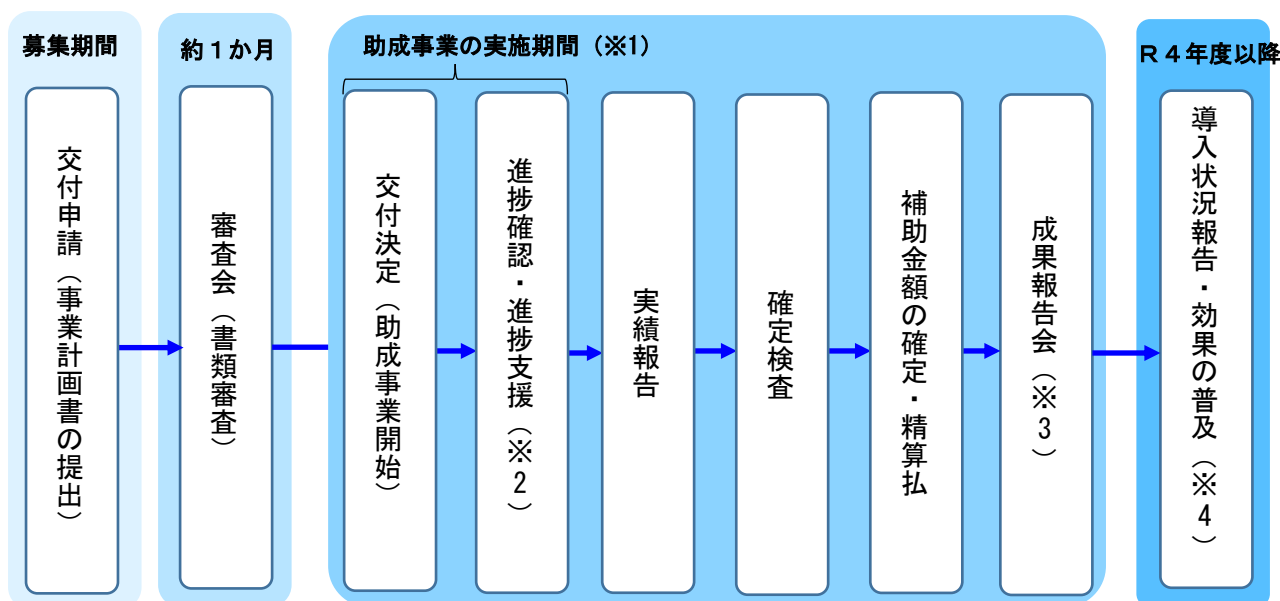 募集期間
交付申請（事業計画書の提出）
約１か月
審査会（書類審査）
助成事業の実施期間（※1）
交付決定（助成事業開始）
進捗確認・進捗支援（※2）
実績報告
確定検査
補助金額の確定・精算払
成果報告会（※3）
Ｒ４年度以降
導入状況報告・効果の普及（※4）